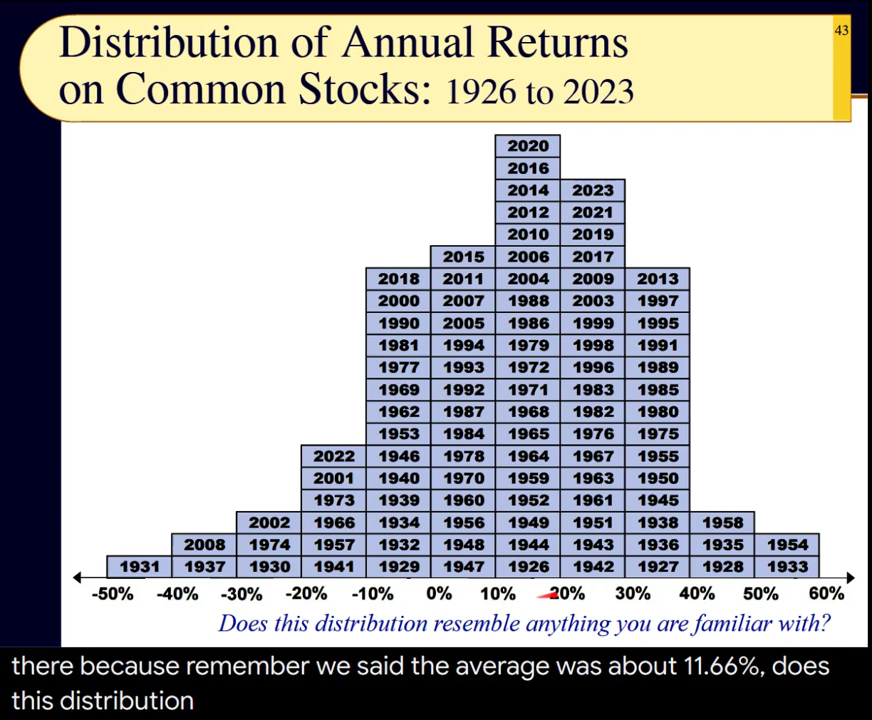 43
Distribution of Annual Returns
on Common Stocks: 1926 to 2023
2020
2016
2014 2023
2012 2021
2010 2019
2015 2006 2017
2018 2011 2004 2009 2013
2000 2007 1988 2003 1997
1990 2005 1986 1999 1995
1981 1994 1979 1998 1991
1977 1993 1972 1996 1989
1969 1992 1971 1983 1985
1962 1987 1968 1982 1980
1953 1984 1965 1976 1975
2022 1946 1978 1964 1967 1955
2001 1940 1970 1959 1963 1950
1973 1939 1960 1952 1961 1945
2002 1966 1934 1956 1949 1951 1938 1958
2008 1974 1957 1932 1948 1944 1943 1936 1935 1954
1931 1937 1930 1941 1929 1947 1926 1942 1927 1928 1933
-50% -40% -30% -20% -10% 0% 10% 20% 30% 40% 50% 60%
Does this distribution resemble anything you are familiar with?
there because remember we said the average was about 11.66%, does
this distribution